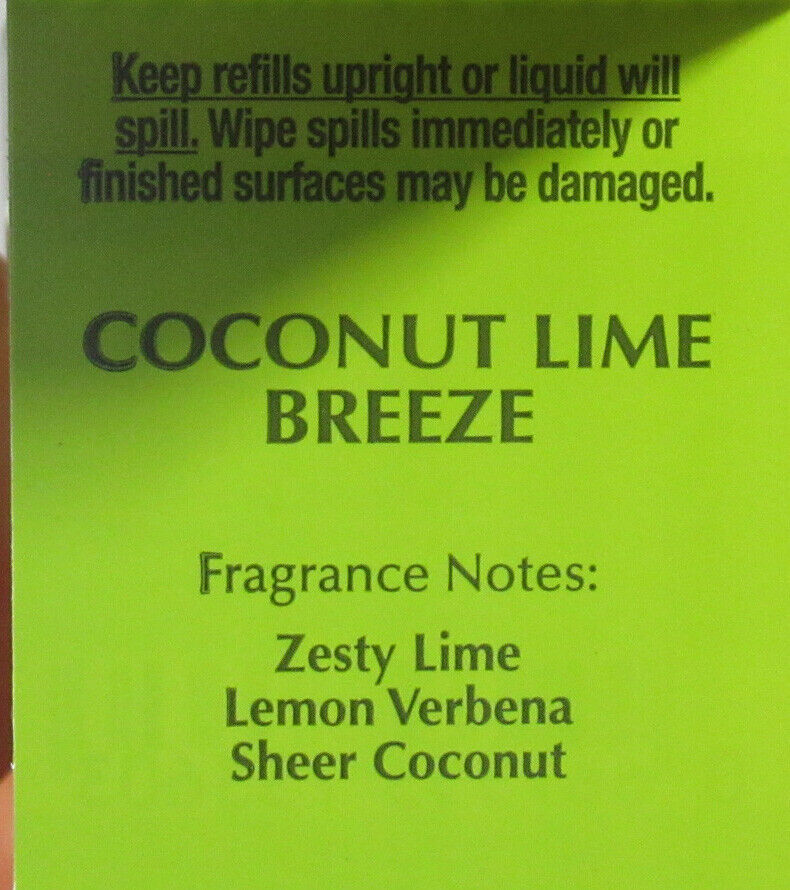 Keep refills upright or liquid will
spill. Wipe spills immediately or
finished surfaces may be damaged.
COCONUT LIME
BREEZE
Fragrance Notes:
Zesty Lime
Lemon Verbena
Sheer Coconut